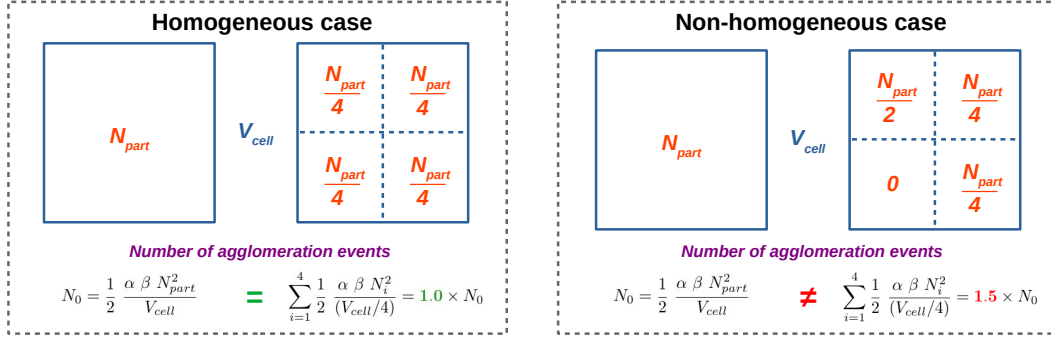 Homogeneous case
N_part
V_cell
N_part/4 N_part/4
N_part/4 N_part/4
Number of agglomeration events
N_0 = 1/2 α β N_part^2 / V_cell = ∑_{i=1}^{4} 1/2 α β N_i^2 / (V_cell/4) = 1.0 × N_0
Non-homogeneous case
N_part
V_cell
N_part/2 N_part/4
0 N_part/4
Number of agglomeration events
N_0 = 1/2 α β N_part^2 / V_cell ≠ ∑_{i=1}^{4} 1/2 α β N_i^2 / (V_cell/4) = 1.5 × N_0